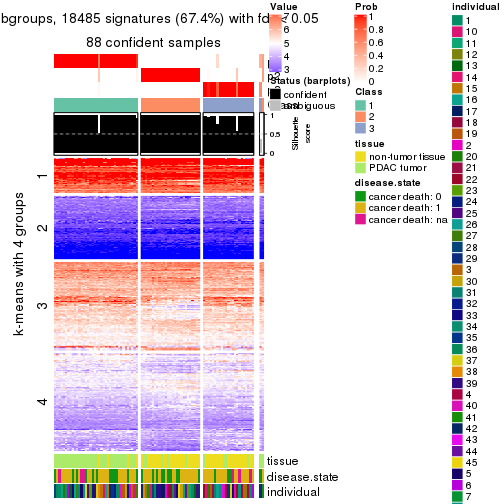 bgroups, 18485 signatures (67.4%) with fd 0.05
88 confident samples
k-means with 4 groups
1
2
3
4
1
0.5
0
Silhouette
score
tissue
disease.state
individual
Value
6
5
4
3
Status (barplots)
confident
ambiguous
Prob
1
0.8
0.6
0.4
0.2
0
Class
1
2
3
tissue
non-tumor tissue
PDAC tumor
disease.state
cancer death: 0
cancer death: 1
cancer death: na
individual
1
10
11
12
13
14
15
16
17
18
19
2
20
21
22
23
24
25
26
27
28
29
3
30
31
32
33
34
35
36
37
38
39
4
40
41
42
43
44
45
5
6
7